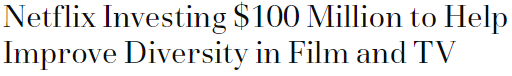 Netflix Investing $100 Million to Help
Improve Diversity in Film and TV